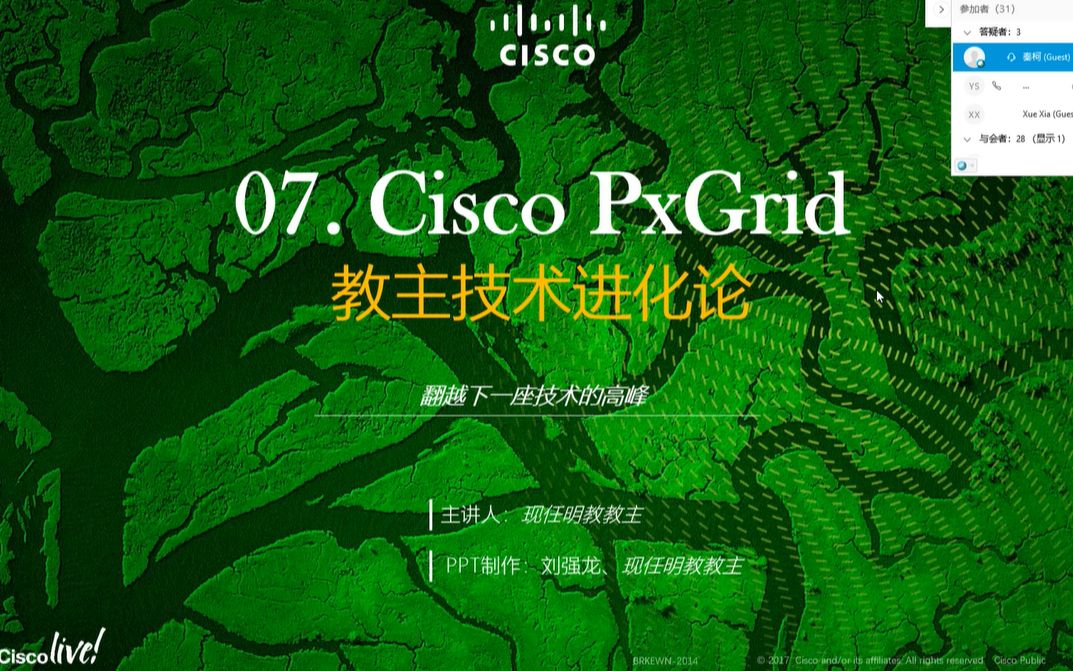 CISCO
参加者 (31)
答疑者：3
秦柯 (Guest)
YS ...
XX Xue Xia (Gues
与会者：28 (显示 1)
07. Cisco PxGrid
教主技术进化论
翻越下一座技术的高峰
主讲人：现任明教教主
PPT制作：刘强龙、现任明教教主
Cisco live!
BRKEWN-2014
© 2017 Cisco and/or its affiliates. All rights reserved. Cisco Public